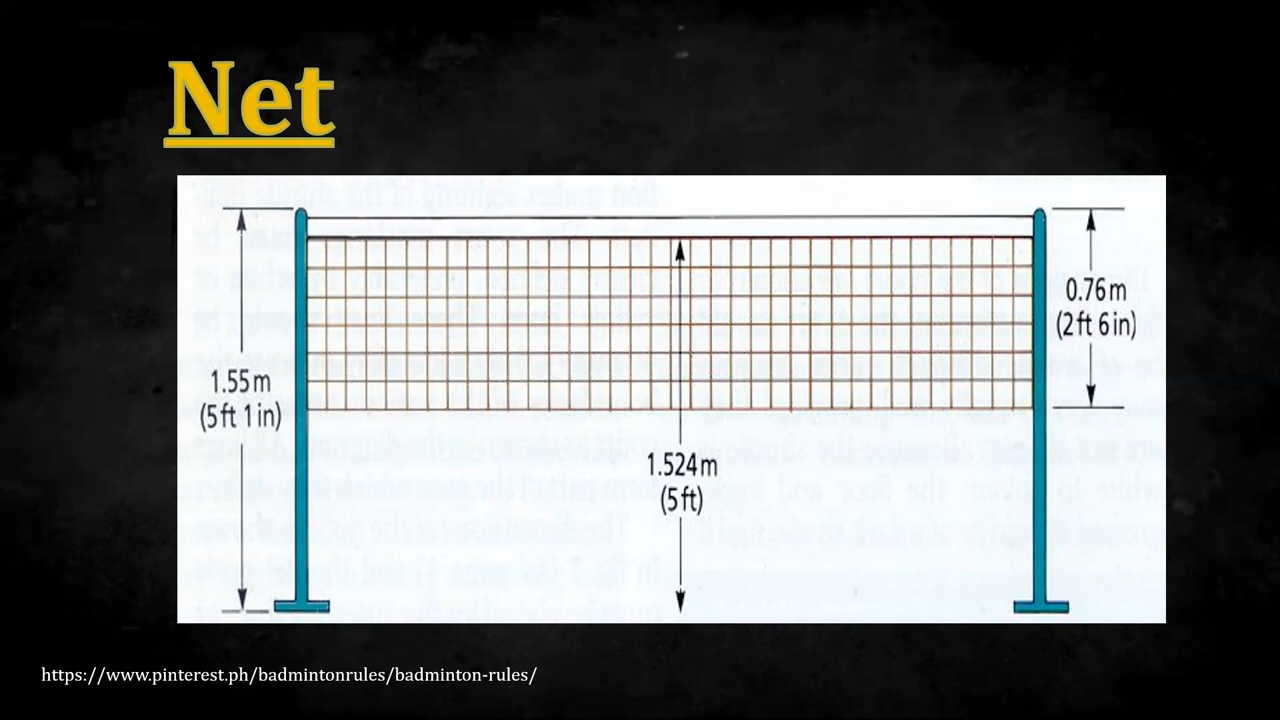 Net
1.55m
(5ft 1in)
0.76m
(2ft 6in)
1.524m
(5ft)
https://www.pinterest.ph/badmintonrules/badminton-rules/